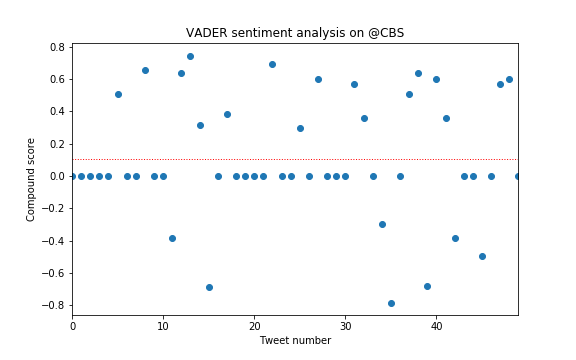 VADER sentiment analysis on @CBS
0.8
0.6
0.4
0.2
0.0
−0.2
−0.4
−0.6
−0.8
Compound score
0 10 20 30 40
Tweet number